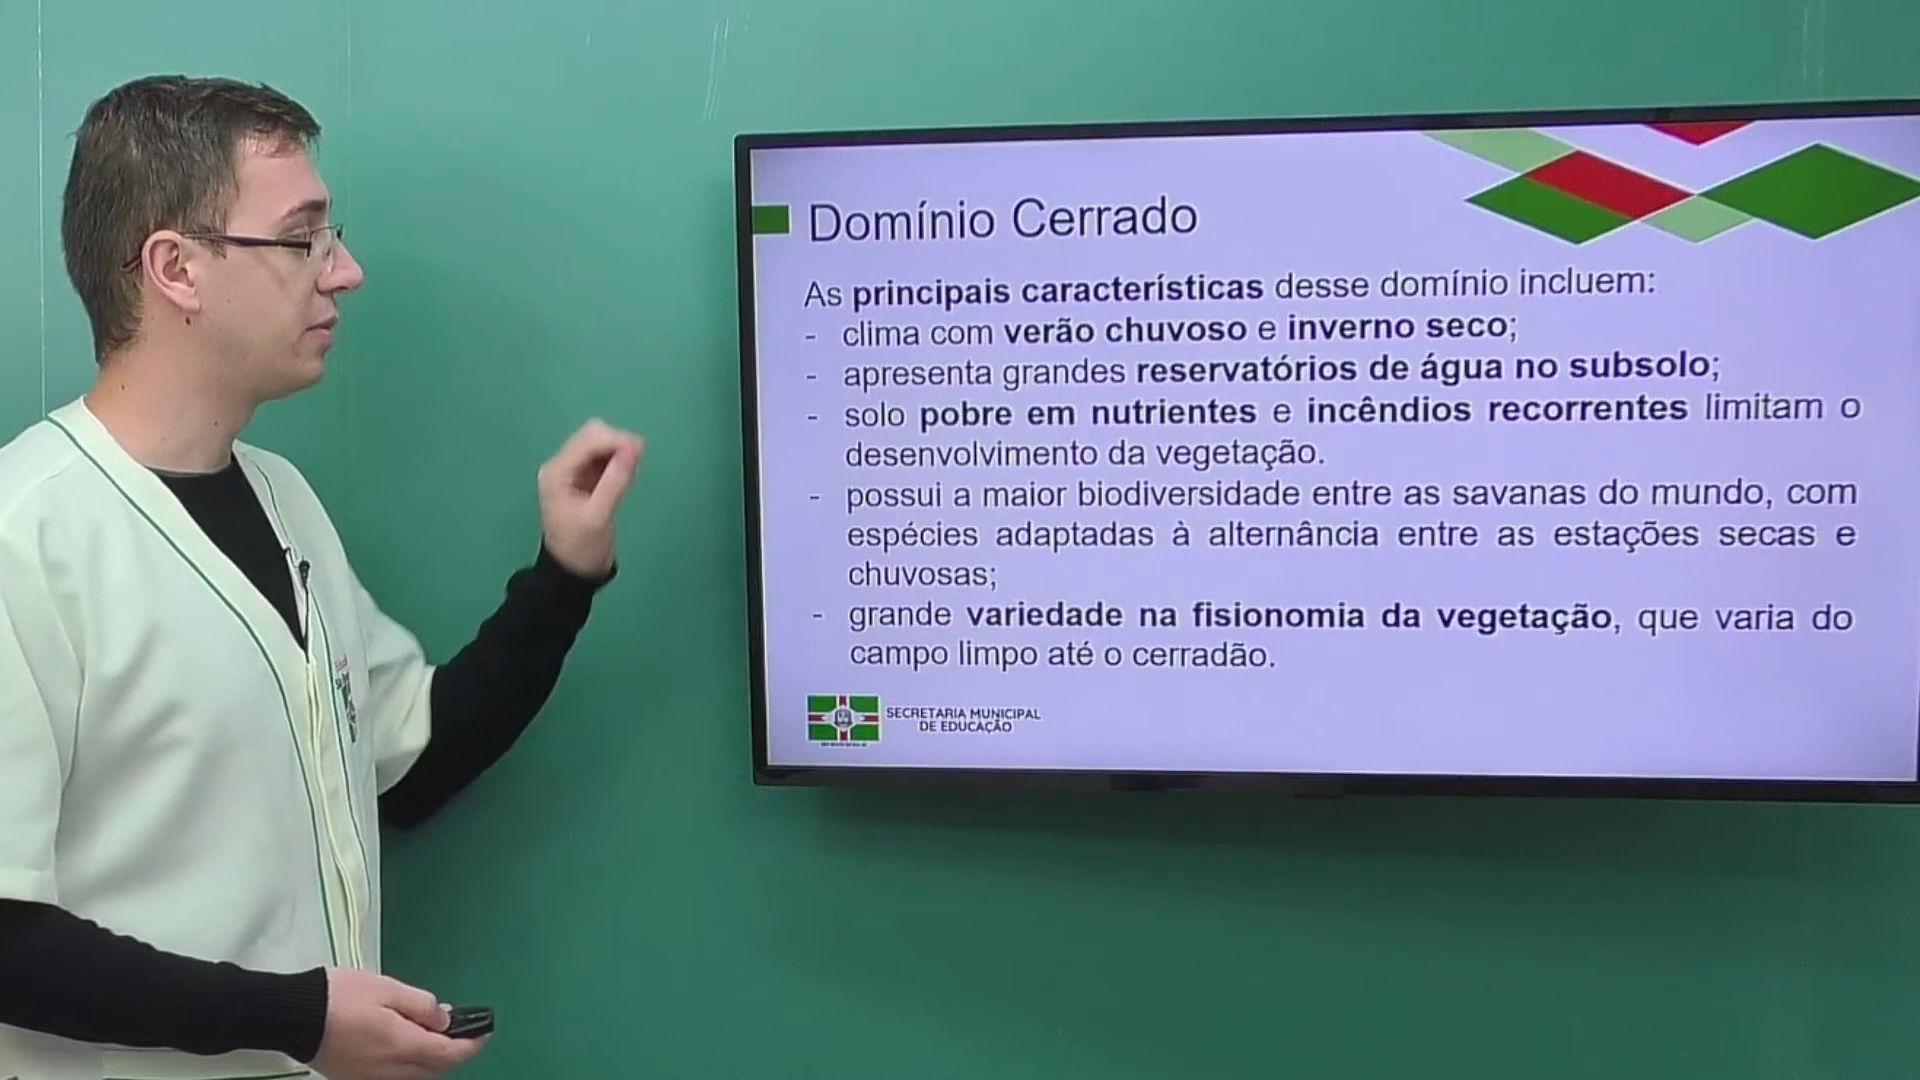 Domínio Cerrado
As principais características desse domínio incluem:
- clima com verão chuvoso e inverno seco;
- apresenta grandes reservatórios de água no subsolo;
- solo pobre em nutrientes e incêndios recorrentes limitam o
desenvolvimento da vegetação.
- possui a maior biodiversidade entre as savanas do mundo, com
espécies adaptadas à alternância entre as estações secas e
chuvosas;
- grande variedade na fisionomia da vegetação, que varia do
campo limpo até o cerradão.
SECRETARIA MUNICIPAL
DE EDUCAÇÃO